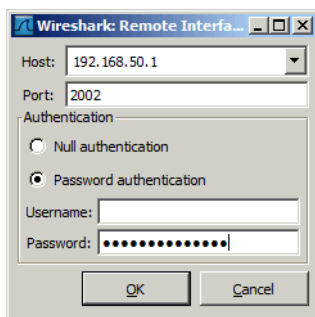 Wireshark: Remote Interfa...
Host: 192.168.50.1
Port: 2002
Authentication
Null authentication
Password authentication
Username:
Password: ●●●●●●●●●●●●●●
OK Cancel